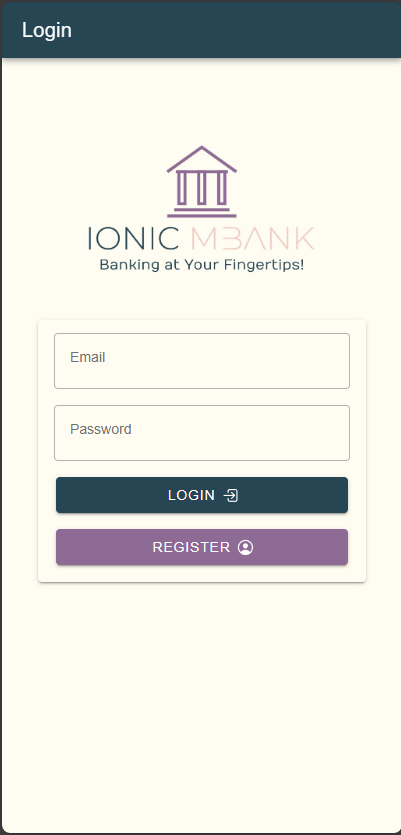 Login
IONIC MBANK
Banking at Your Fingertips!
Email
Password
LOGIN
REGISTER